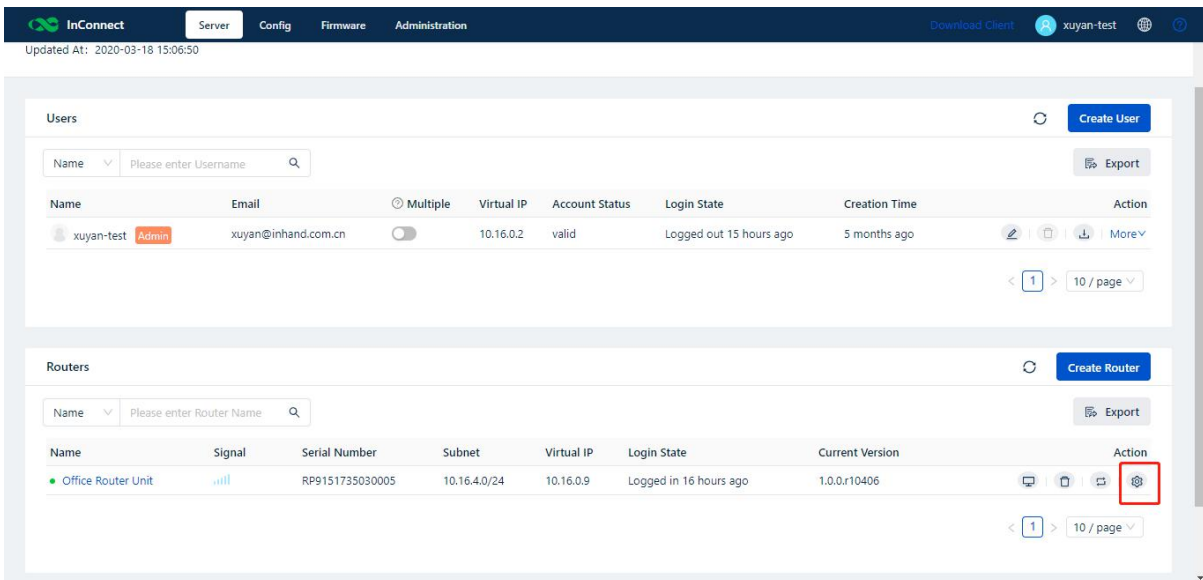 InConnect Server Config Firmware Administration Download Client xuyan-test
Updated At: 2020-03-18 15:06:50
Users Create User
Name Please enter Username Export
Name Email Multiple Virtual IP Account Status Login State Creation Time Action
xuyan-test Admin xuyan@inhand.com.cn 10.16.0.2 valid Logged out 15 hours ago 5 months ago More
< 1 > 10 / page
Routers Create Router
Name Please enter Router Name Export
Name Signal Serial Number Subnet Virtual IP Login State Current Version Action
Office Router Unit RP9151735030005 10.16.4.0/24 10.16.0.9 Logged in 16 hours ago 1.0.0.r10406
< 1 > 10 / page